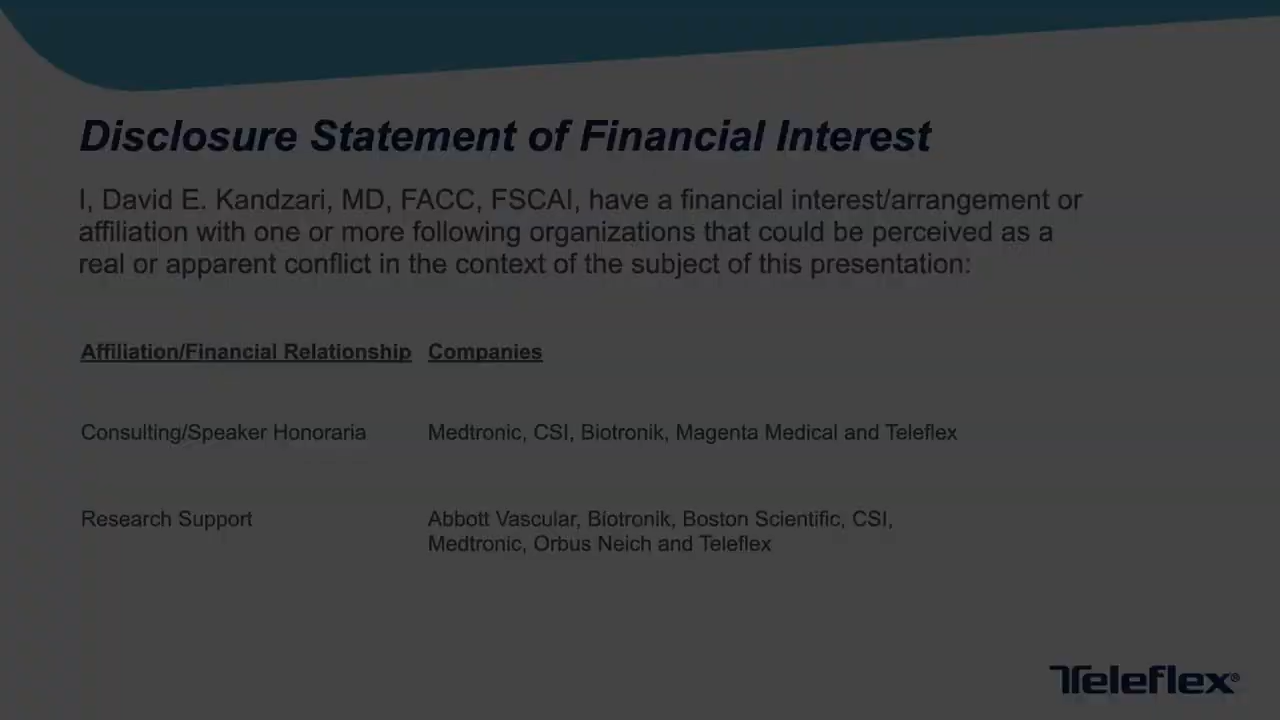 Disclosure Statement of Financial Interest
I, David E. Kandzari, MD, FACC, FSCAI, have a financial interest/arrangement or
affiliation with one or more following organizations that could be perceived as a
real or apparent conflict in the context of the subject of this presentation:
Affiliation/Financial Relationship Companies
Consulting/Speaker Honoraria Medtronic, CSI, Biotronik, Magenta Medical and Teleflex
Research Support Abbott Vascular, Biotronik, Boston Scientific, CSI,
Medtronic, Orbus Neich and Teleflex
Teleflex®